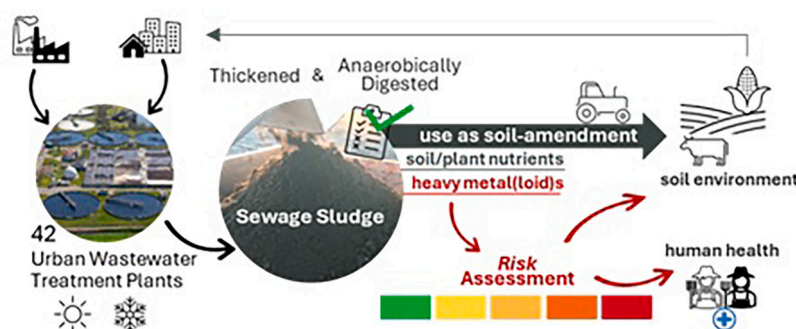 Thickened & Anaerobically
Digested
use as soil-amendment
soil/plant nutrients
heavy metal(loid)s
soil environment
Sewage Sludge
42
Urban Wastewater
Treatment Plants
Risk
Assessment
human health